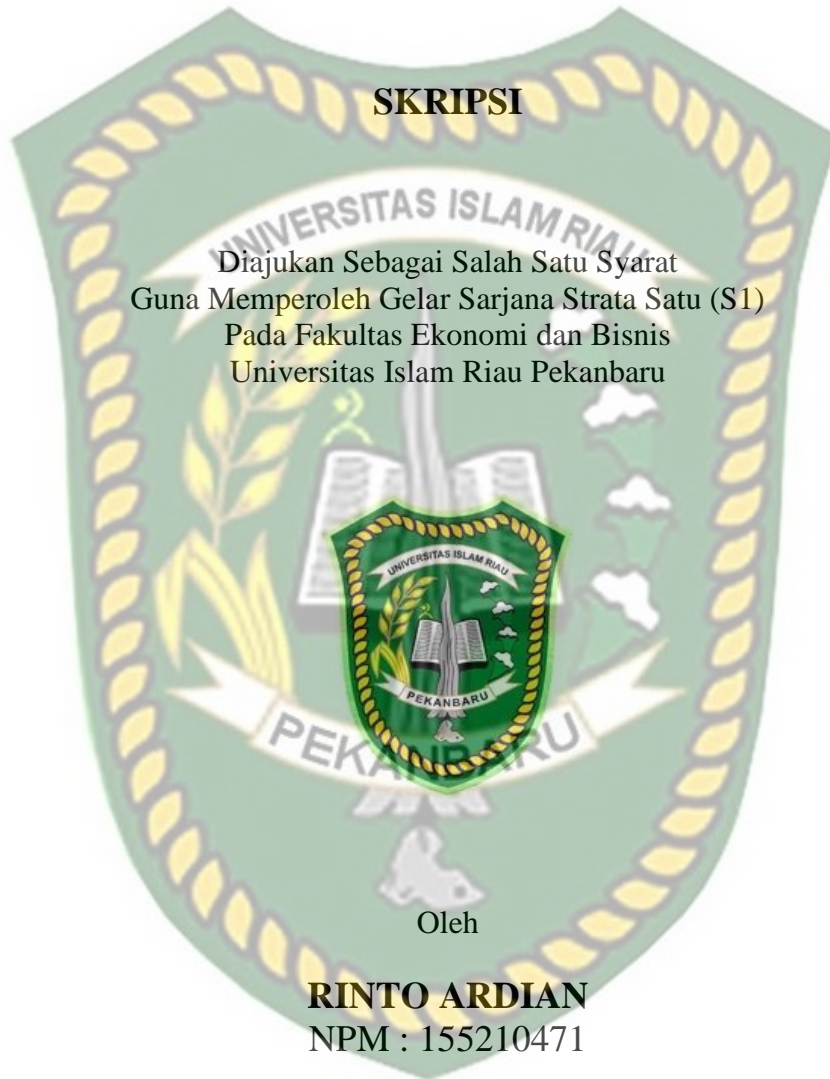 SKRIPSI
UNIVERSITAS ISLAM RIAU
Diajukan Sebagai Salah Satu Syarat
Guna Memperoleh Gelar Sarjana Strata Satu (S1)
Pada Fakultas Ekonomi dan Bisnis
Universitas Islam Riau Pekanbaru
UNIVERSITAS ISLAM RIAU
PEKANBARU
PEKANBARU
Oleh
RINTO ARDIAN
NPM : 155210471